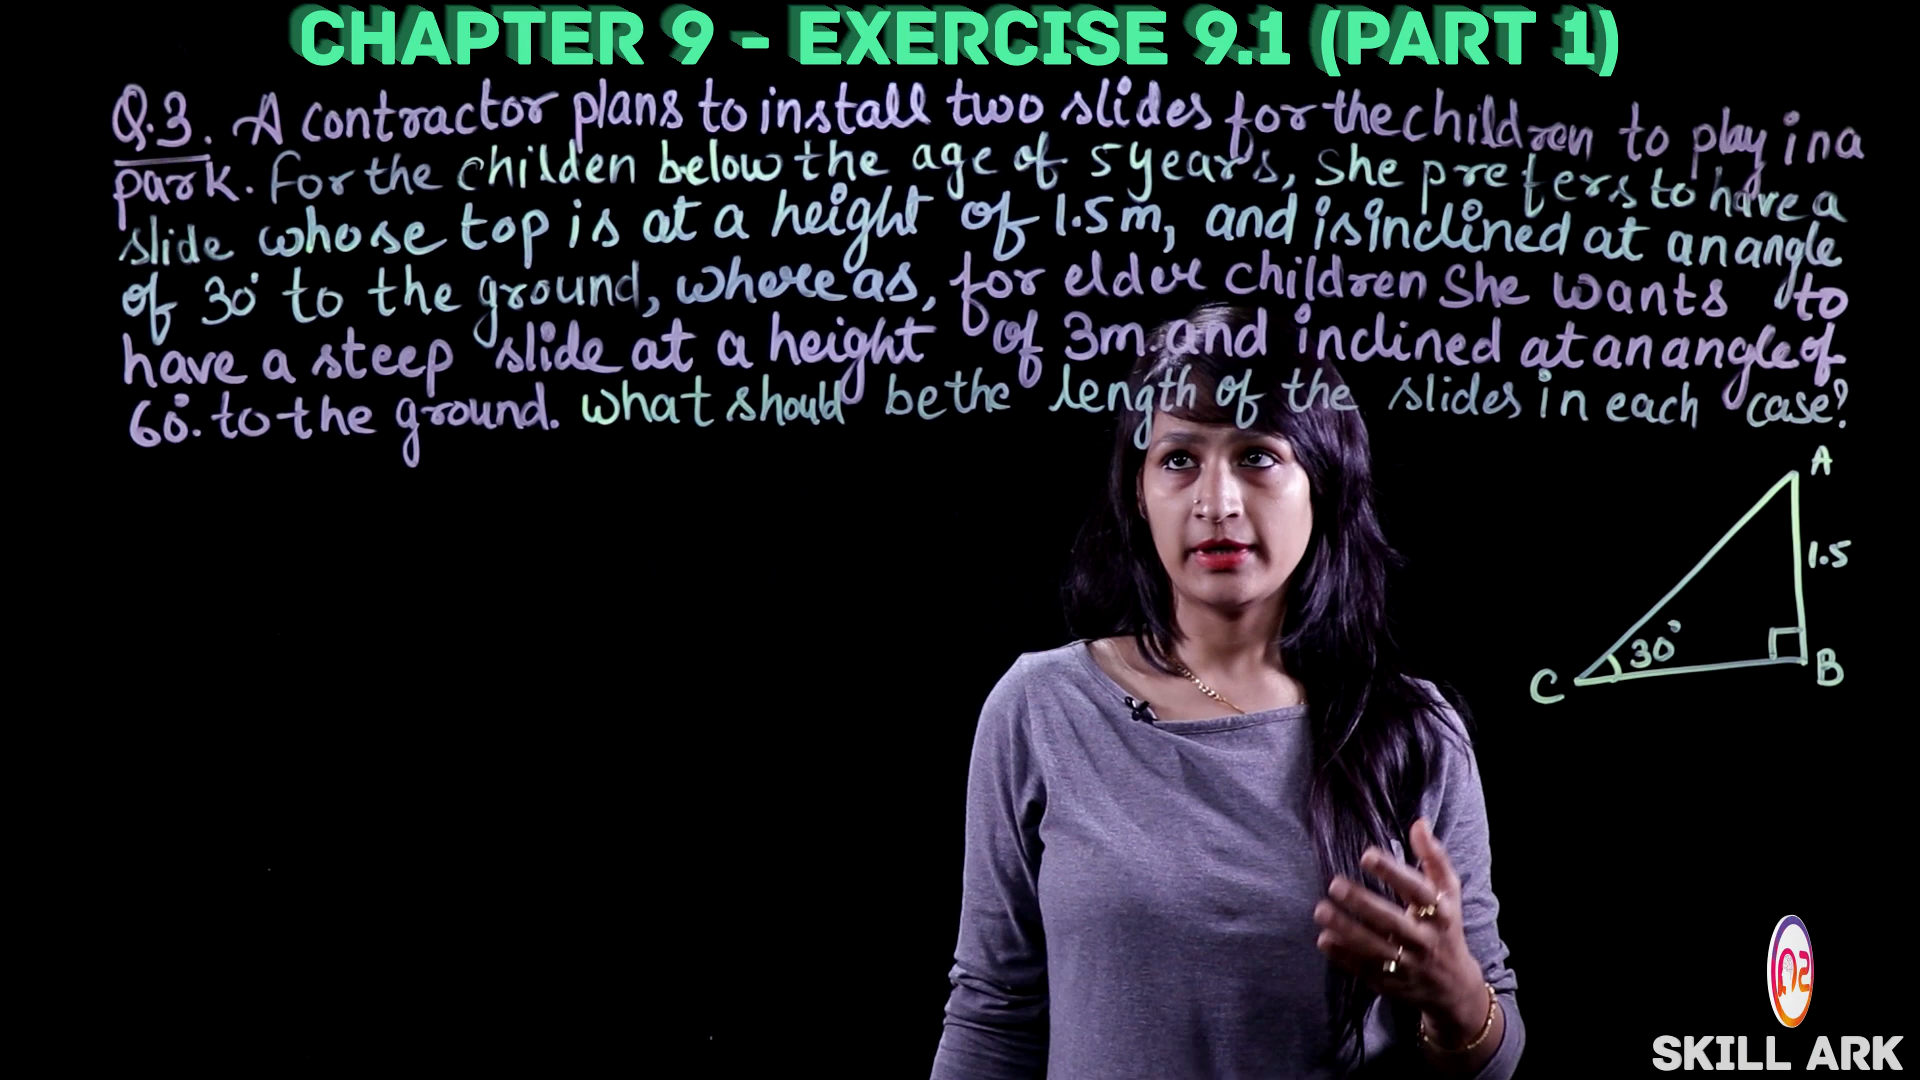 CHAPTER 9 - EXERCISE 9.1 (PART 1)
Q.3. A contractor plans to install two slides for the children to play in a
park. For the childen below the age of 5 years, She prefers to have a
slide whose top is at a height of 1.5m, and is inclined at an angle
of 30° to the ground, where as, for elder children She wants to
have a steep slide at a height of 3m and inclined at an angle of
60°. to the ground. what should be the length of the slides in each case?
A
1.5
30°
C
B
SKILL ARK